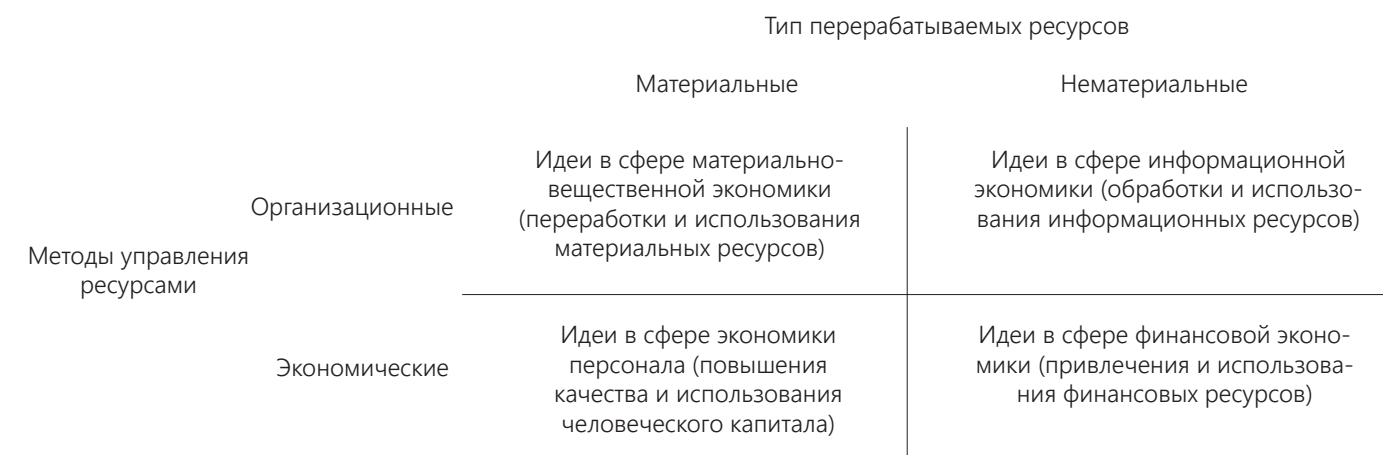 Тип перерабатываемых ресурсов
Материальные
Нематериальные
Методы управления
ресурсами
Организационные
Идеи в сфере материально-
вещественной экономики
(переработки и использования
материальных ресурсов)
Идеи в сфере информационной
экономики (обработки и использо-
вания информационных ресурсов)
Экономические
Идеи в сфере экономики
персонала (повышения
качества и использования
человеческого капитала)
Идеи в сфере финансовой эконо-
мики (привлечения и использова-
ния финансовых ресурсов)